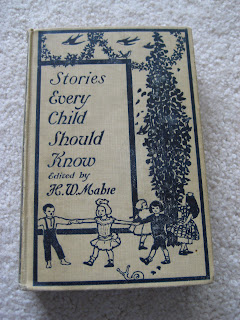 Stories
Every
Child
Should
Know
Edited by
H.W. Mabie